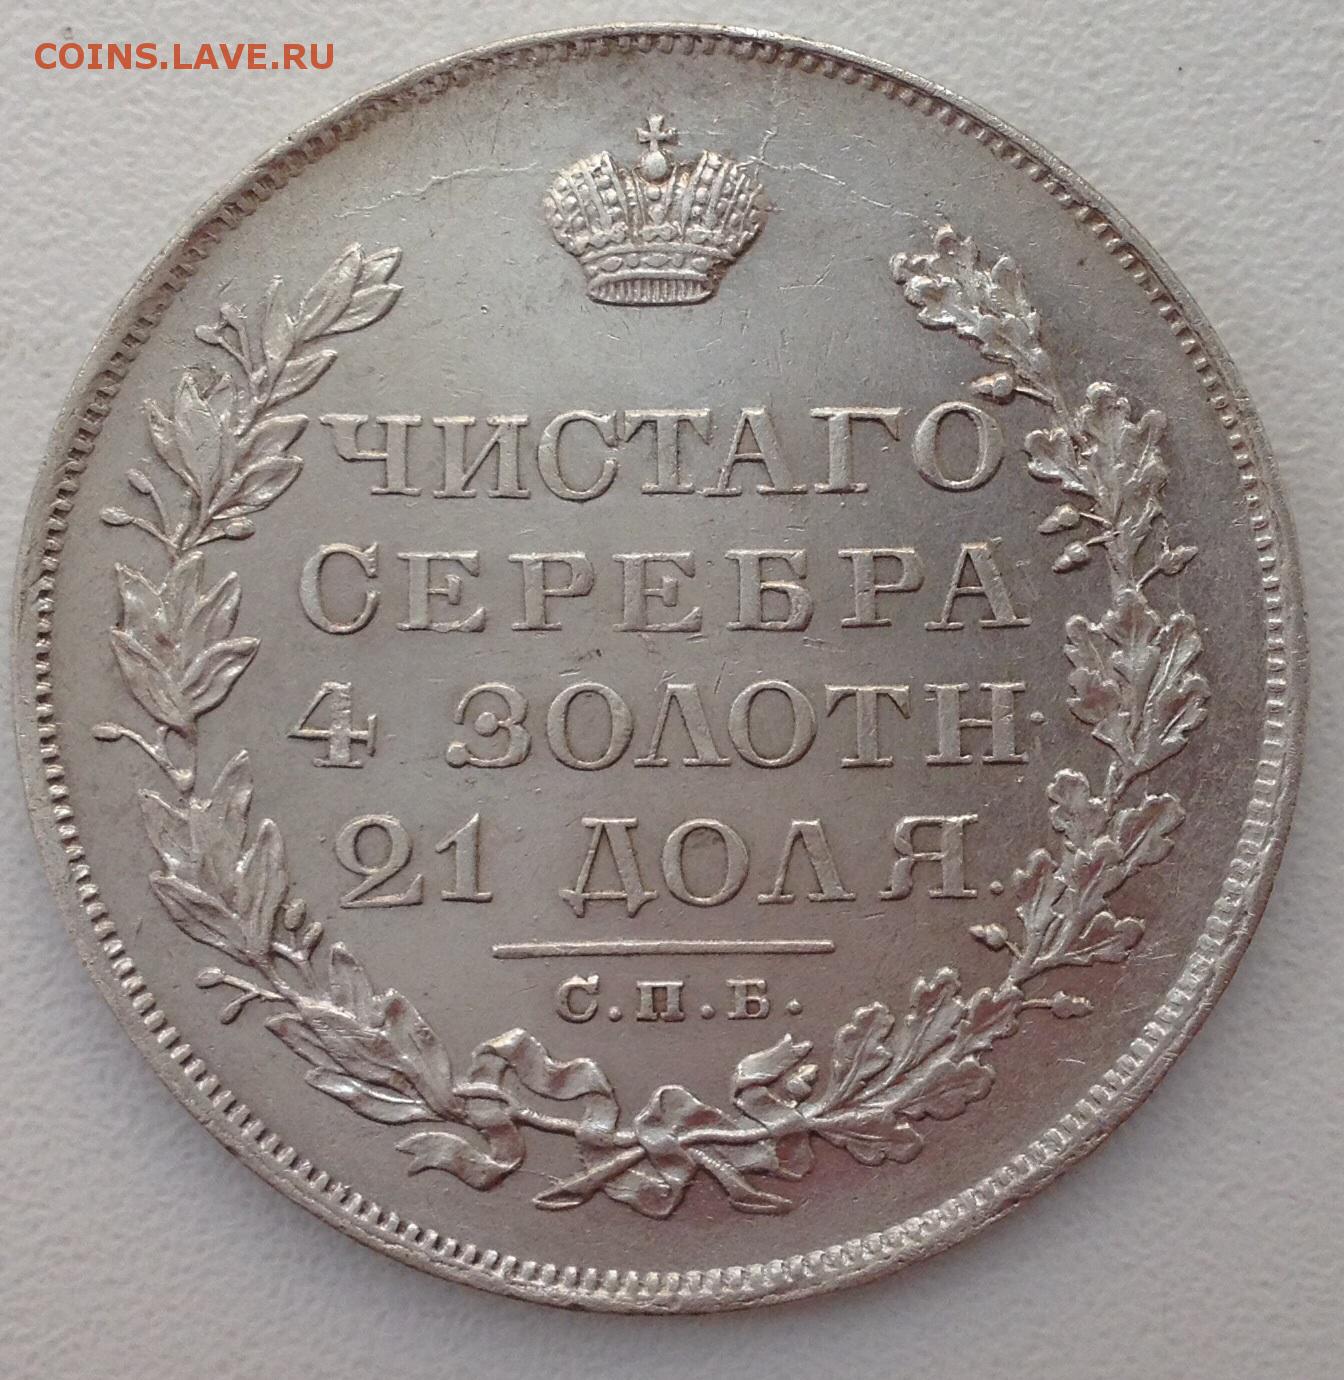 COINS.LAVE.RU
ЧИСТАГО
СЕРЕБРА
4 ЗОЛОТН.
21 ДОЛЯ.
С.П.Б.